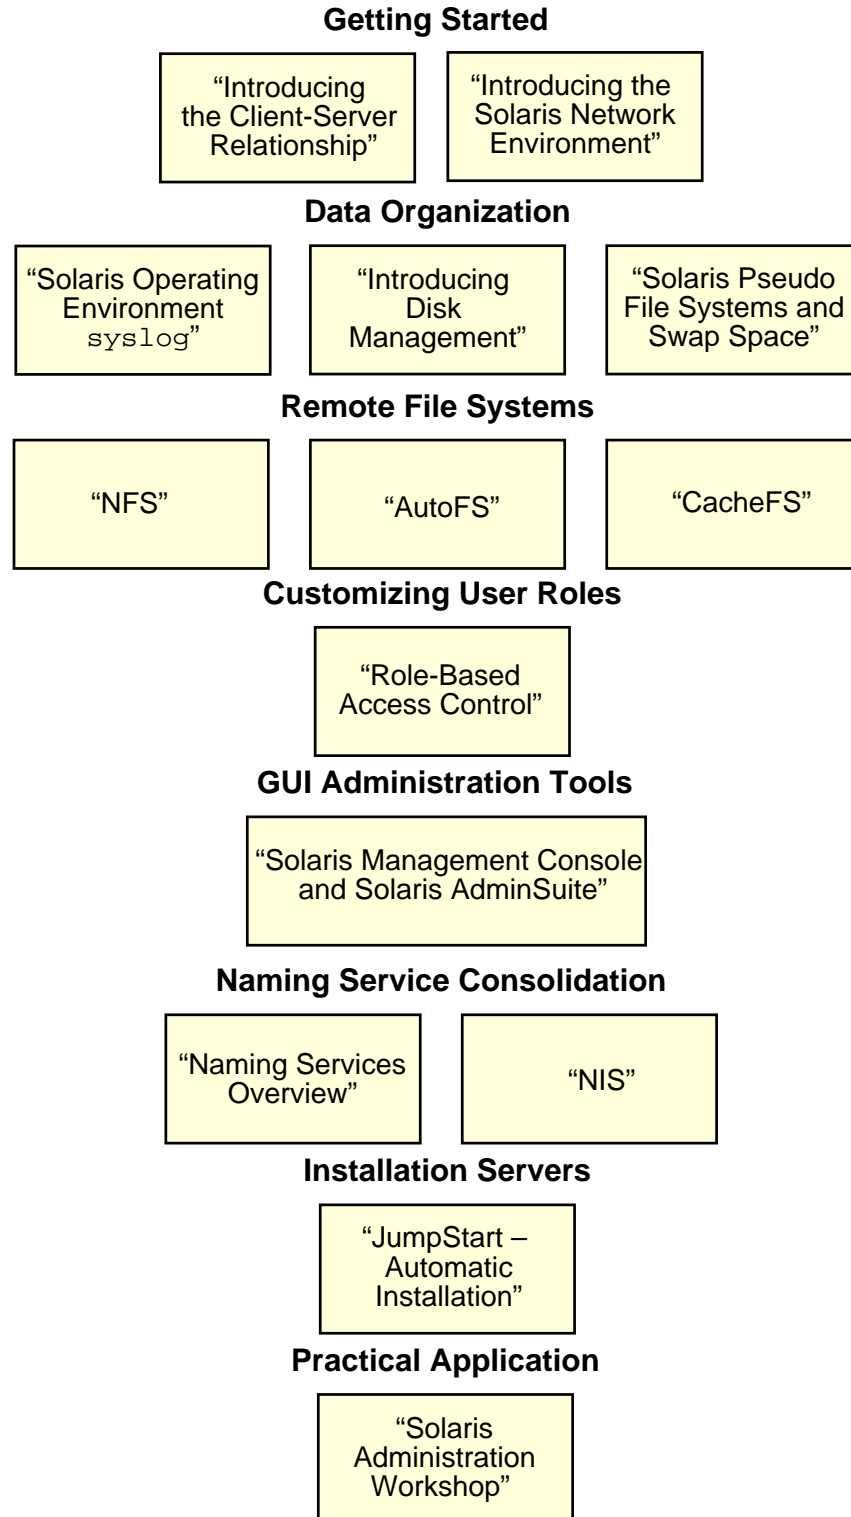 Getting Started
“Introducing
the Client-Server
Relationship”
“Introducing the
Solaris Network
Environment”
Data Organization
“Solaris Operating
Environment
syslog”
“Introducing
Disk
Management”
“Solaris Pseudo
File Systems and
Swap Space”
Remote File Systems
“NFS”
“AutoFS”
“CacheFS”
Customizing User Roles
“Role-Based
Access Control”
GUI Administration Tools
“Solaris Management Console
and Solaris AdminSuite”
Naming Service Consolidation
“Naming Services
Overview”
“NIS”
Installation Servers
“JumpStart –
Automatic
Installation”
Practical Application
“Solaris
Administration
Workshop”